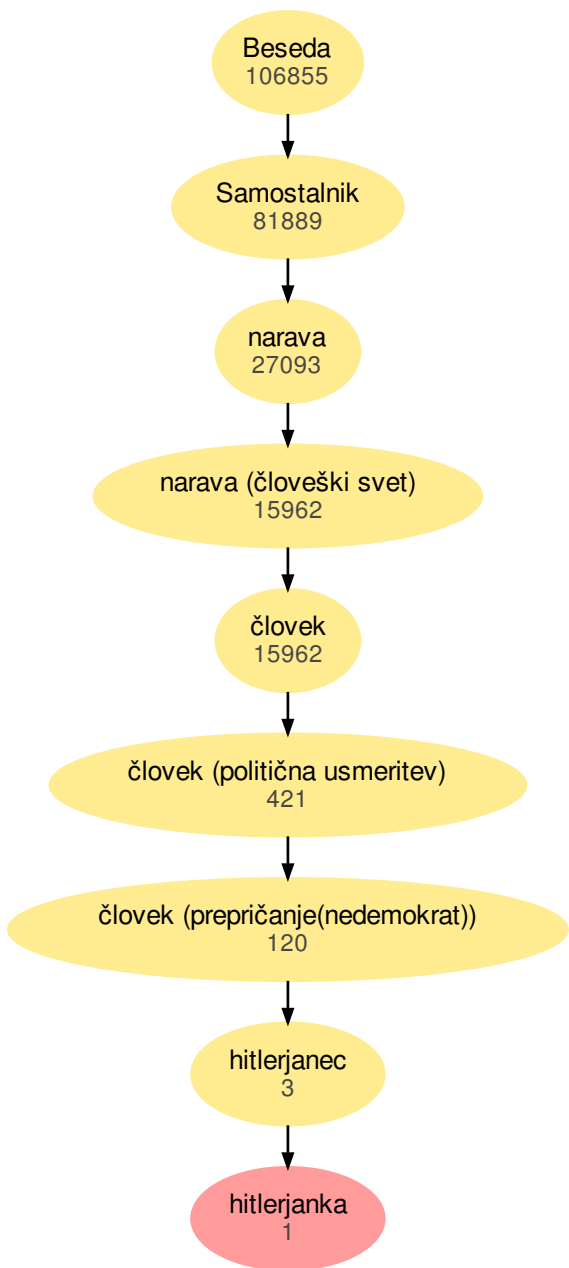 Beseda
106855
Samostalnik
81889
narava
27093
narava (človeški svet)
15962
človek
15962
človek (politična usmeritev)
421
človek (prepričanje(nedemokrat))
120
hitlerjanec
3
hitlerjanka
1